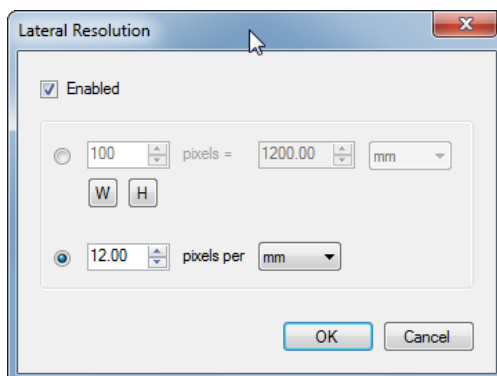 Lateral Resolution
Enabled
100 pixels = 1200.00 mm
W H
12.00 pixels per mm
OK Cancel